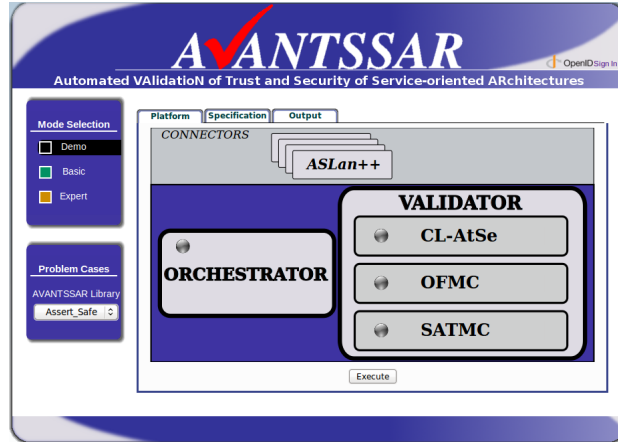 AVANTSSAR
OpenID Sign In
Automated VAlidatioN of Trust and Security of Service-oriented ARchitectures
Mode Selection
Demo
Basic
Expert
Problem Cases
AVANTSSAR Library
Assert_Safe
Platform Specification Output
CONNECTORS
ASLan++
ORCHESTRATOR
VALIDATOR
CL-AtSe
OFMC
SATMC
Execute